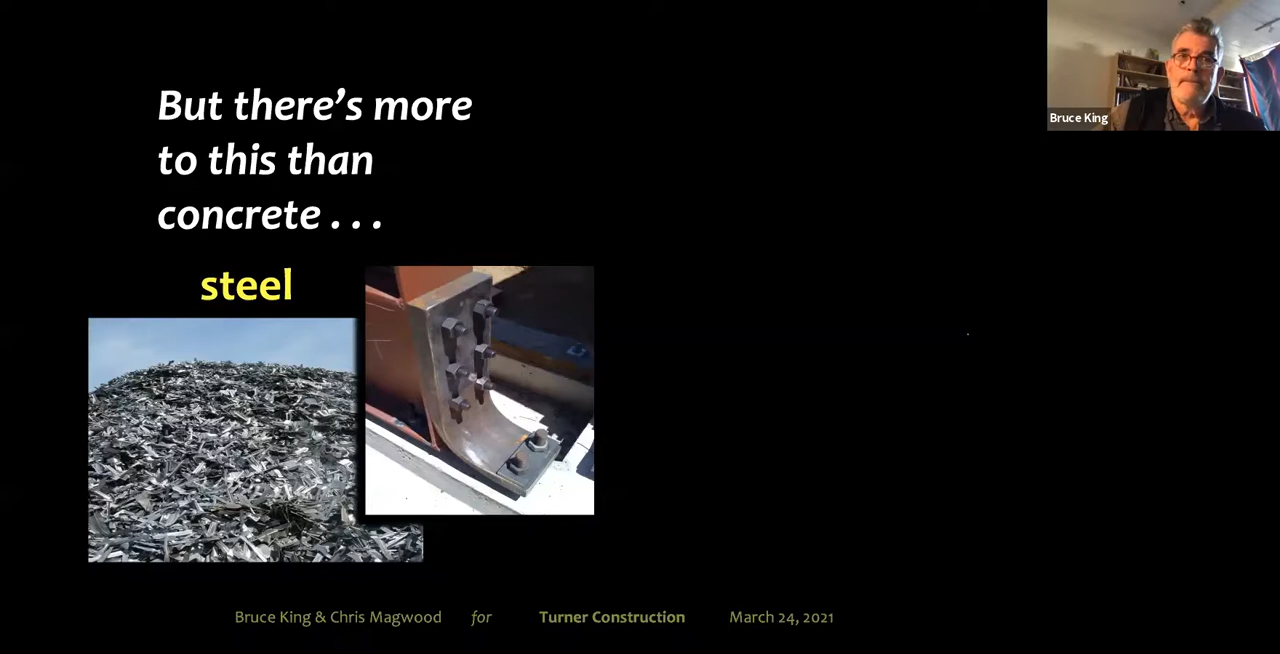 But there's more
to this than
concrete . . .
steel
Bruce King
Bruce King & Chris Magwood for Turner Construction March 24, 2021